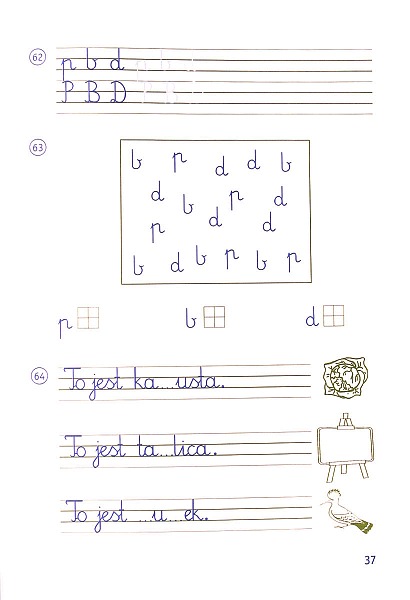 62
p b d
P B D
63
b p d d b
d b p d
p d d
b d b p b p
p b d
64
To jest ka...usta.
To jest ta...lica.
To jest ...u...ek.
37